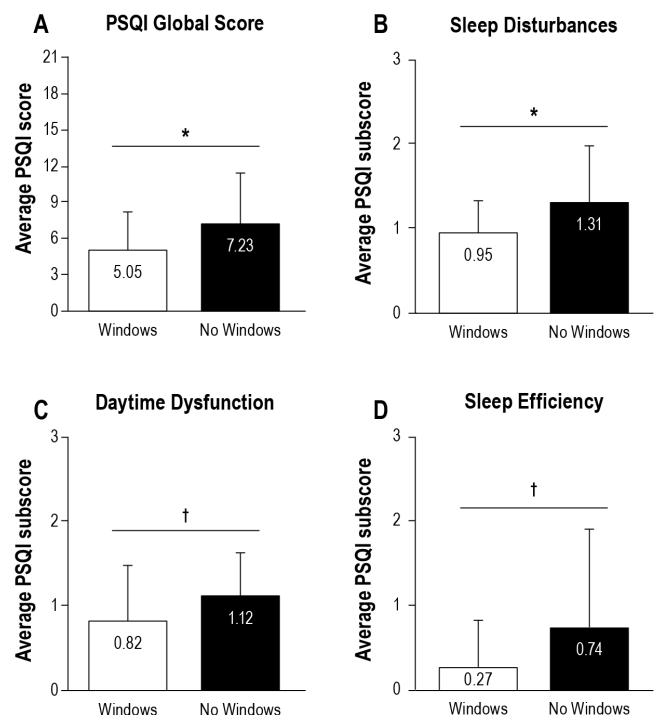 A
PSQI Global Score
Average PSQI score
21
18
15
12
9
6
3
0
*
5.05
7.23
Windows
No Windows
B
Sleep Disturbances
Average PSQI subscore
3
2
1
0
*
0.95
1.31
Windows
No Windows
C
Daytime Dysfunction
Average PSQI subscore
3
2
1
0
†
0.82
1.12
Windows
No Windows
D
Sleep Efficiency
Average PSQI subscore
3
2
1
0
†
0.27
0.74
Windows
No Windows